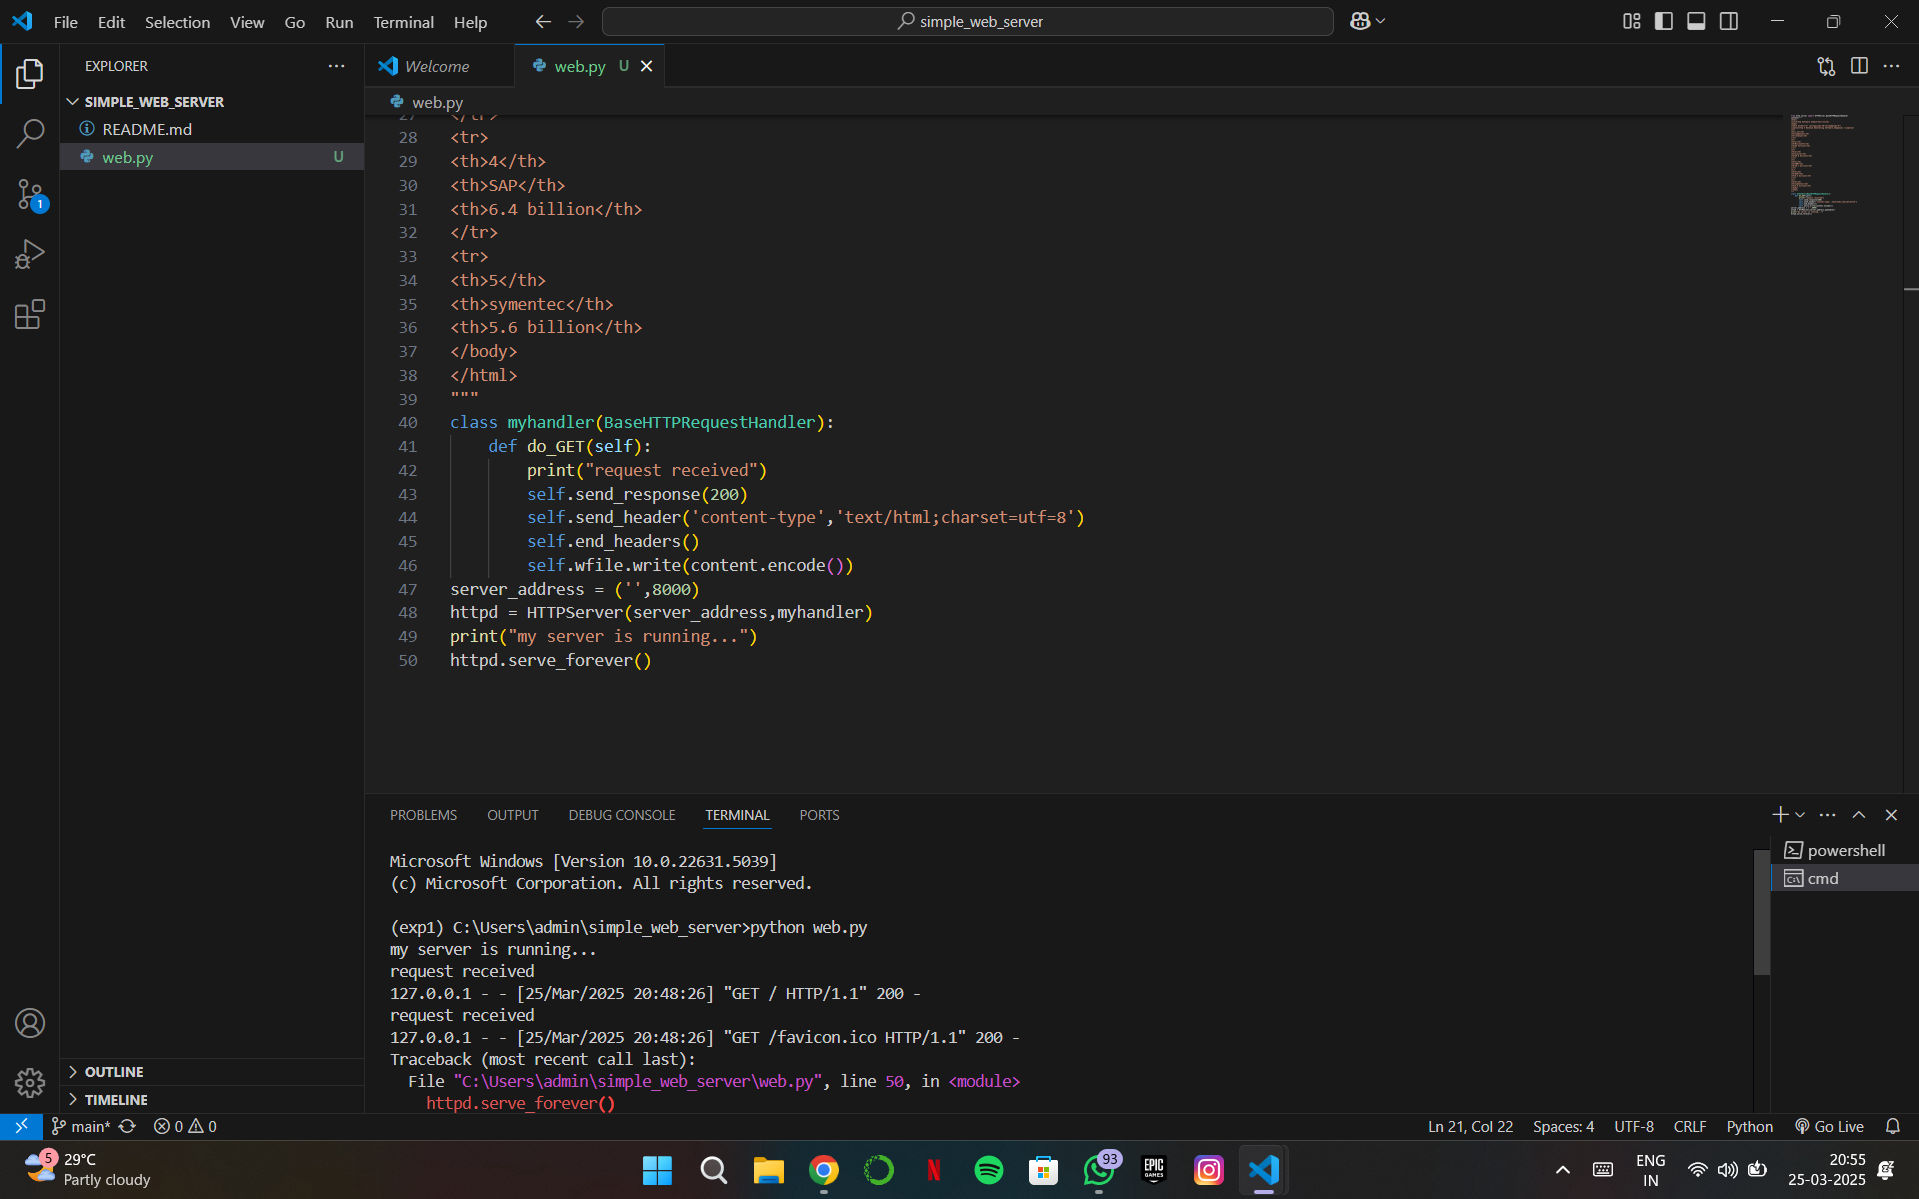 File Edit Selection View Go Run Terminal Help
simple_web_server
EXPLORER
SIMPLE_WEB_SERVER
README.md
web.py U
Welcome
web.py U
web.py
27 </tr>
28 <tr>
29 <th>4</th>
30 <th>SAP</th>
31 <th>6.4 billion</th>
32 </tr>
33 <tr>
34 <th>5</th>
35 <th>symentec</th>
36 <th>5.6 billion</th>
37 </body>
38 </html>
39 """
40 class myhandler(BaseHTTPRequestHandler):
41 def do_GET(self):
42 print("request received")
43 self.send_response(200)
44 self.send_header('content-type','text/html;charset=utf=8')
45 self.end_headers()
46 self.wfile.write(content.encode())
47 server_address = ('',8000)
48 httpd = HTTPServer(server_address,myhandler)
49 print("my server is running...")
50 httpd.serve_forever()
PROBLEMS OUTPUT DEBUG CONSOLE TERMINAL PORTS
powershell
cmd
Microsoft Windows [Version 10.0.22631.5039]
(c) Microsoft Corporation. All rights reserved.
(exp1) C:\Users\admin\simple_web_server>python web.py
my server is running...
request received
127.0.0.1 - - [25/Mar/2025 20:48:26] "GET / HTTP/1.1" 200 -
request received
127.0.0.1 - - [25/Mar/2025 20:48:26] "GET /favicon.ico HTTP/1.1" 200 -
Traceback (most recent call last):
File "C:\Users\admin\simple_web_server\web.py", line 50, in <module>
httpd.serve_forever()
OUTLINE
TIMELINE
1
main* 0 0
Ln 21, Col 22 Spaces: 4 UTF-8 CRLF Python Go Live
5
29°C
Partly cloudy
N
93
EPIC
GAMES
ENG
IN
20:55
25-03-2025